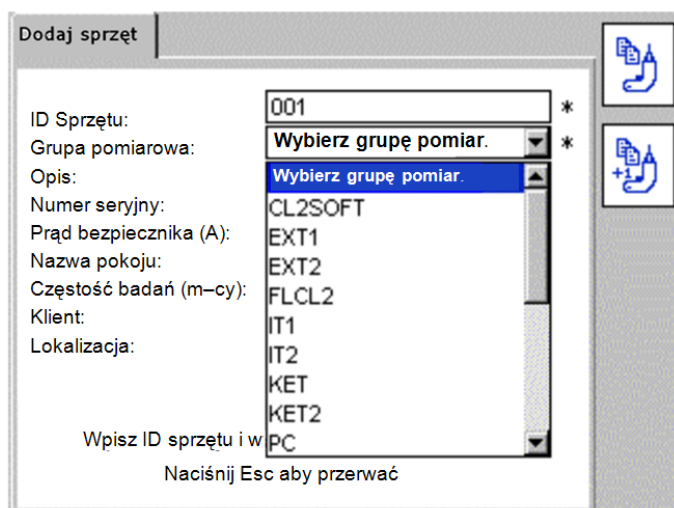 Dodaj sprzęt
ID Sprzętu:
001 *
Grupa pomiarowa:
Wybierz grupę pomiar. *
Opis:
Wybierz grupę pomiar.
Numer seryjny:
CL2SOFT
Prąd bezpiecznika (A):
EXT1
Nazwa pokoju:
EXT2
Częstość badań (m–cy):
FLCL2
Klient:
IT1
Lokalizacja:
IT2
KET
KET2
Wpisz ID sprzętu i w
PC
Naciśnij Esc aby przerwać
+1